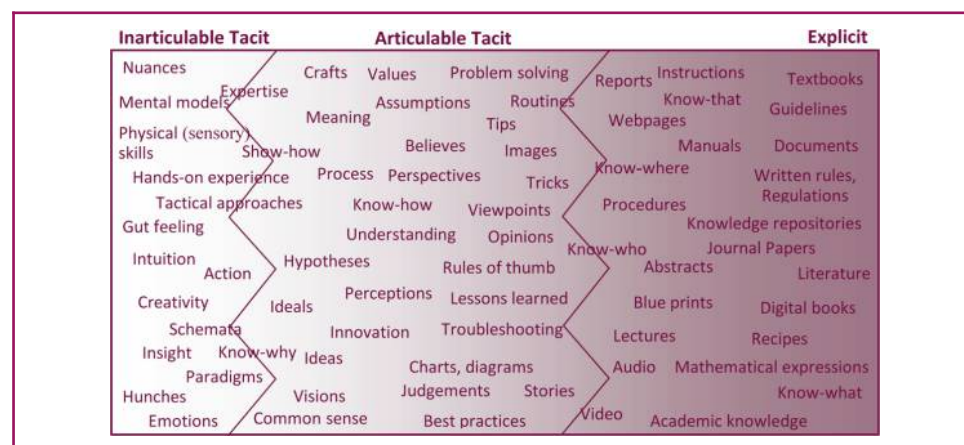 Inarticulable Tacit Articulable Tacit Explicit
Nuances Crafts Values Problem solving Reports Instructions Textbooks
Expertise
Mental models Assumptions Routines Know-that Guidelines
Meaning Tips Webpages
Physical (sensory)
skills Show-how Believes Images Manuals Documents
Hands-on experience Process Perspectives Tricks Know-where Written rules,
Regulations
Tactical approaches Know-how Viewpoints Procedures
Gut feeling Understanding Opinions Knowledge repositories
Know-who Journal Papers
Intuition Hypotheses Rules of thumb Abstracts Literature
Action
Creativity Ideals Perceptions Lessons learned Blue prints Digital books
Schemata Innovation Troubleshooting Lectures Recipes
Insight Know-why Ideas Charts, diagrams Audio Mathematical expressions
Paradigms
Hunches Visions Judgements Stories Know-what
Emotions Common sense Best practices Video Academic knowledge